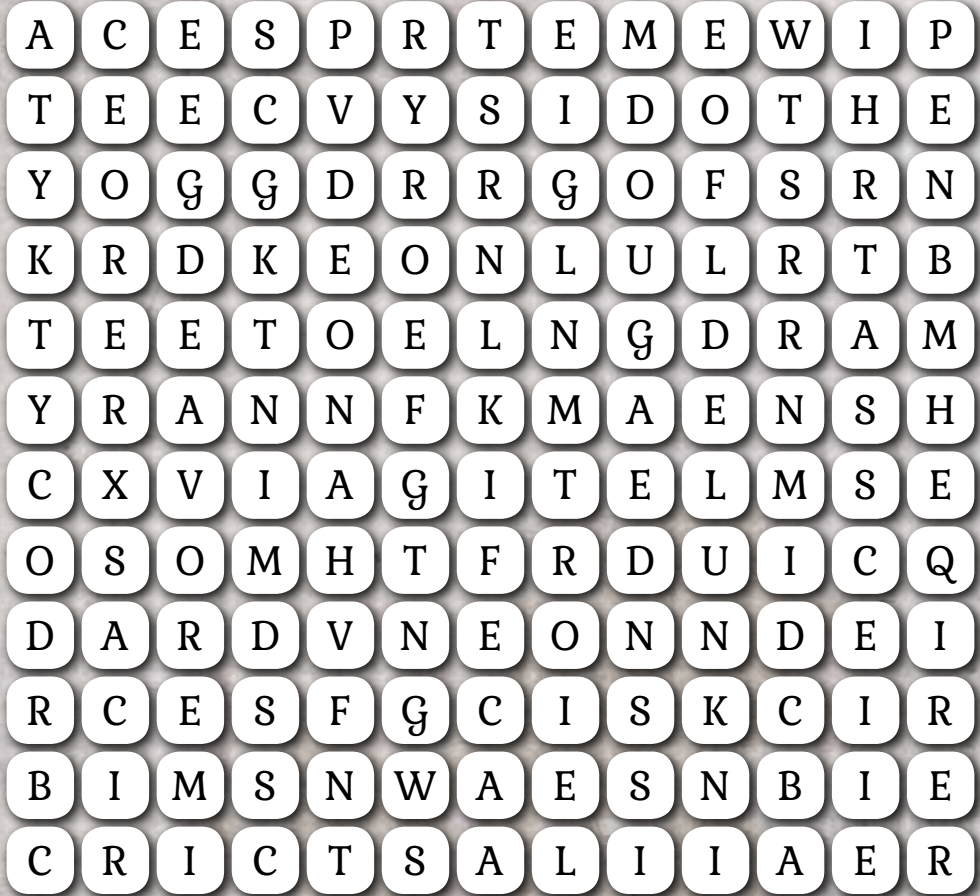 A C E S P R T E M E W I P
T E E C V Y S I D O T H E
Y O G G D R R G O F S R N
K R D K E O N L U L R T B
T E E T O E L N G D R A M
Y R A N N F K M A E N S H
C X V I A G I T E L M S E
O S O M H T F R D U I C Q
D A R D V N E O N N D E I
R C E S F G C I S K C I R
B I M S N W A E S N B I E
C R I C T S A L I I A E R